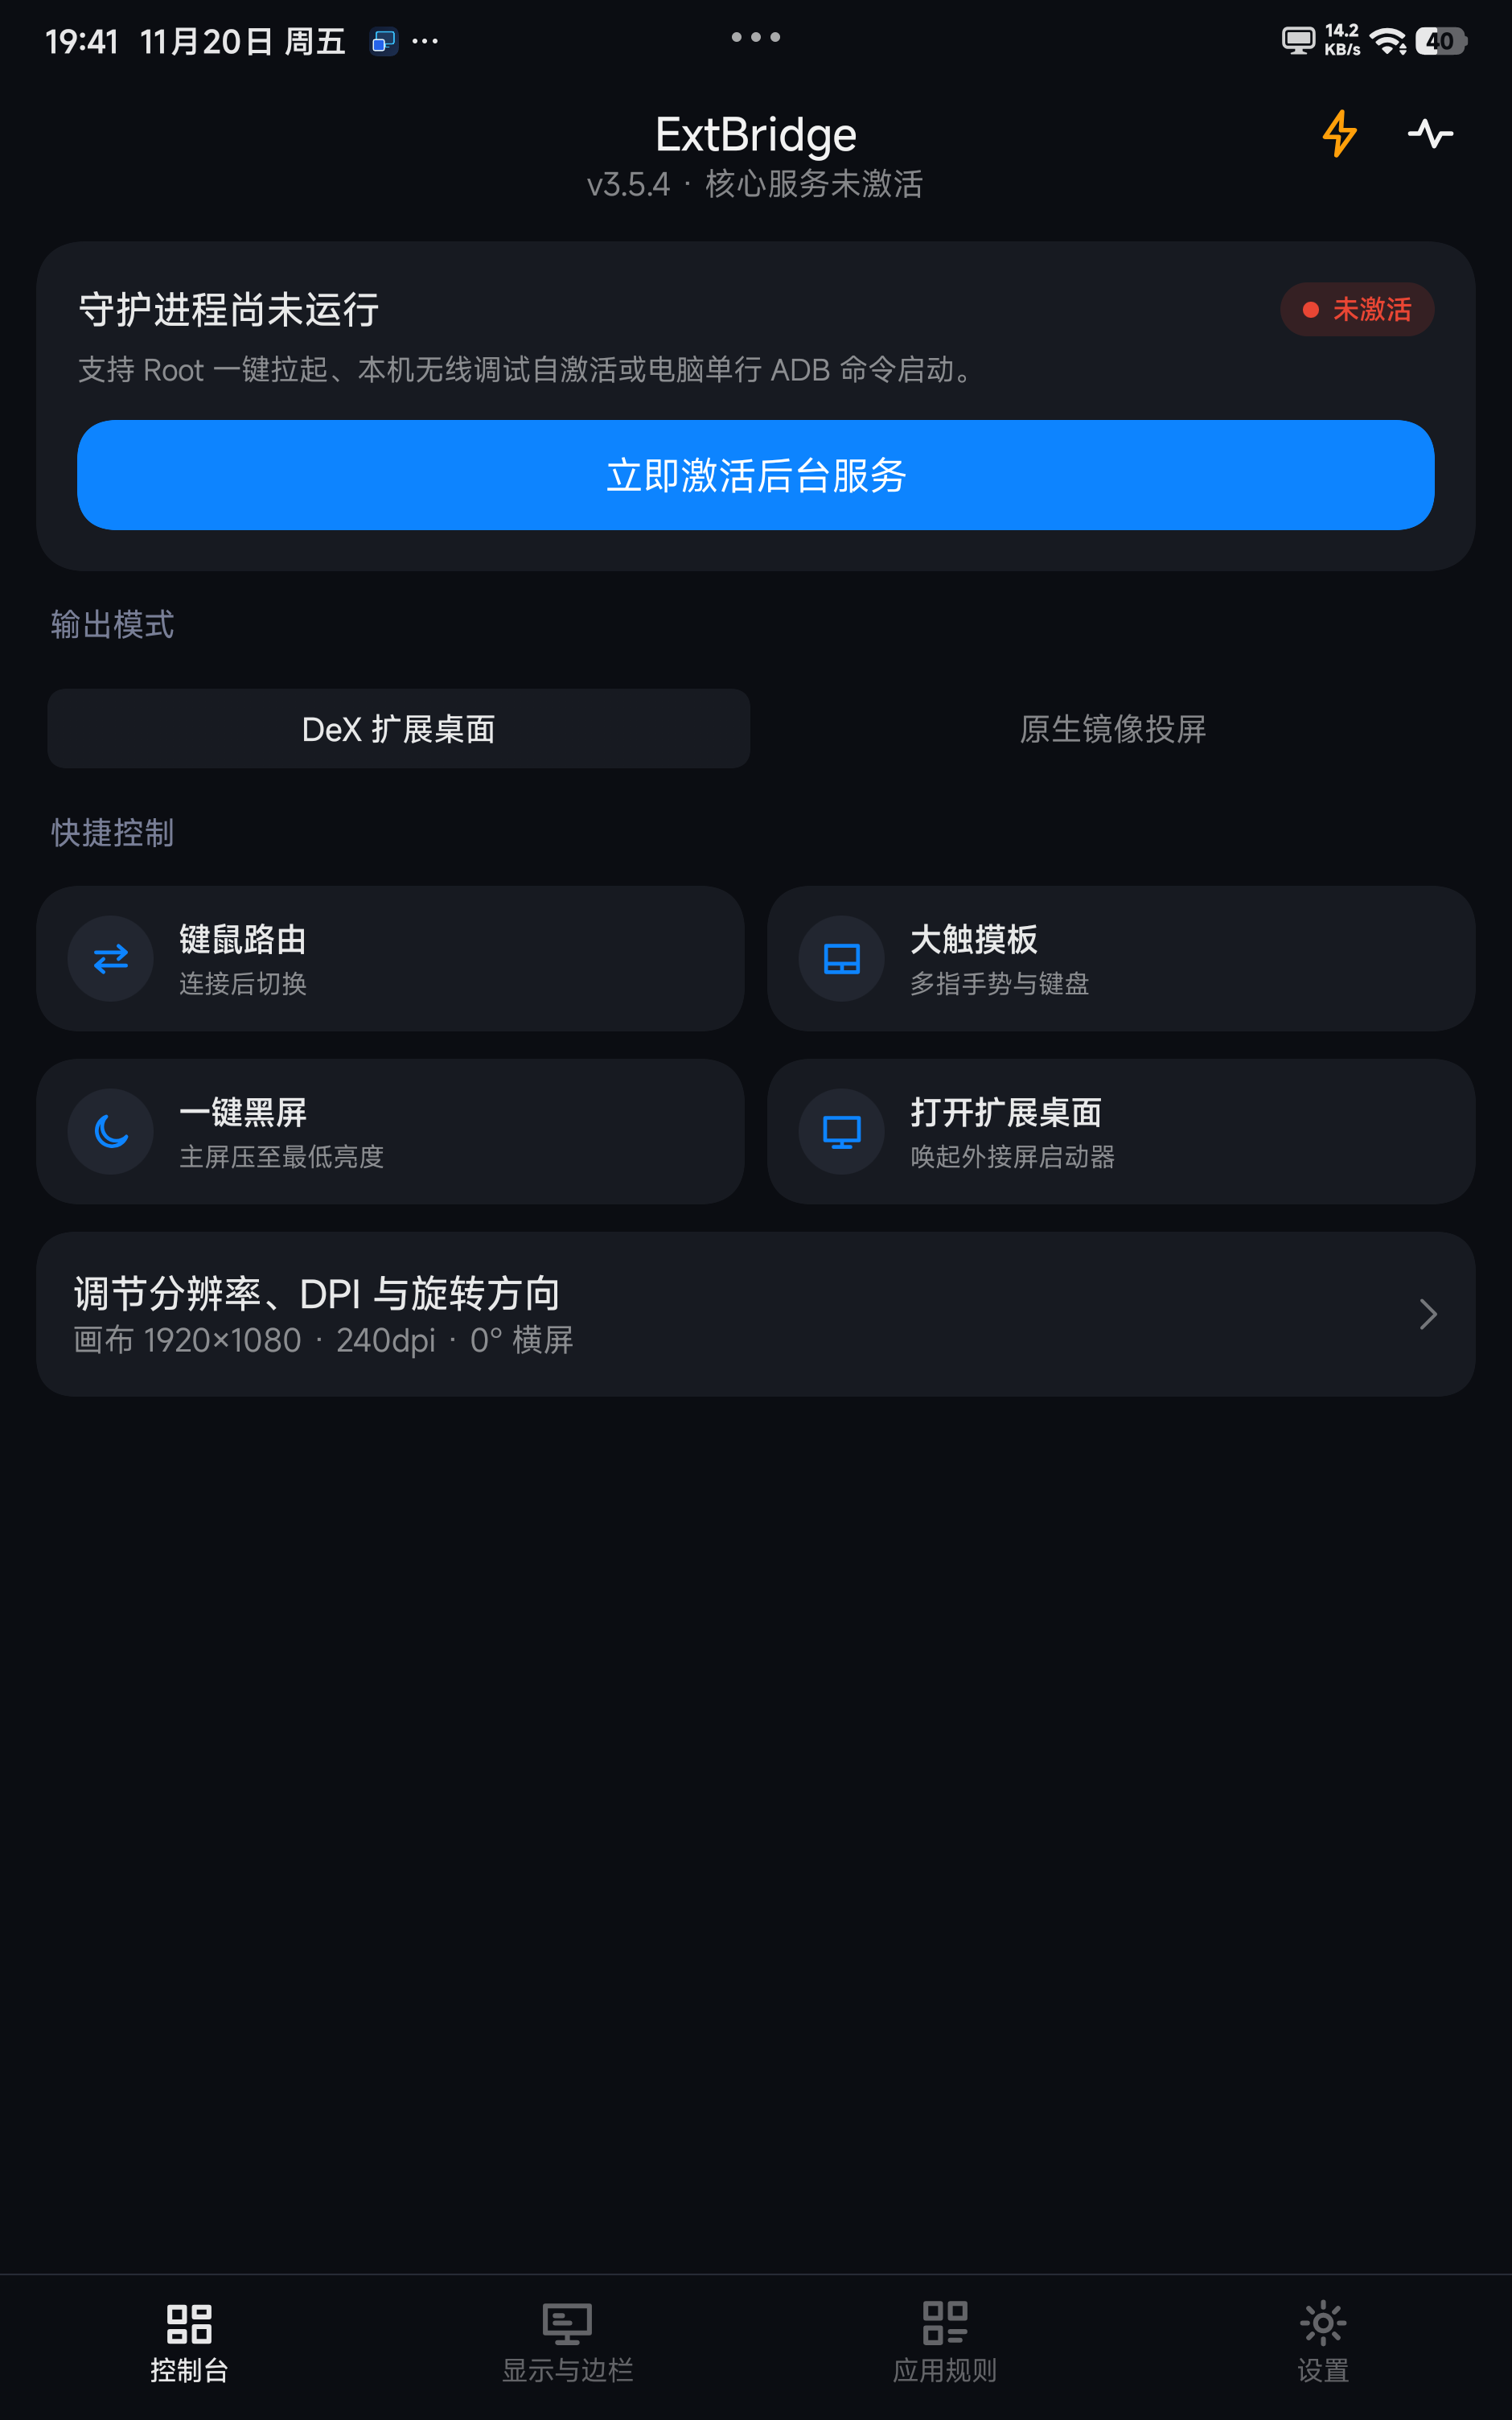 19:41 11月20日 周五
14.2
KB/s
40
ExtBridge
v3.5.4 · 核心服务未激活
守护进程尚未运行
未激活
支持 Root 一键拉起、本机无线调试自激活或电脑单行 ADB 命令启动。
立即激活后台服务
输出模式
DeX 扩展桌面
原生镜像投屏
快捷控制
键鼠路由
连接后切换
大触摸板
多指手势与键盘
一键黑屏
主屏压至最低亮度
打开扩展桌面
唤起外接屏启动器
调节分辨率、DPI 与旋转方向
画布 1920×1080 · 240dpi · 0° 横屏
控制台
显示与边栏
应用规则
设置